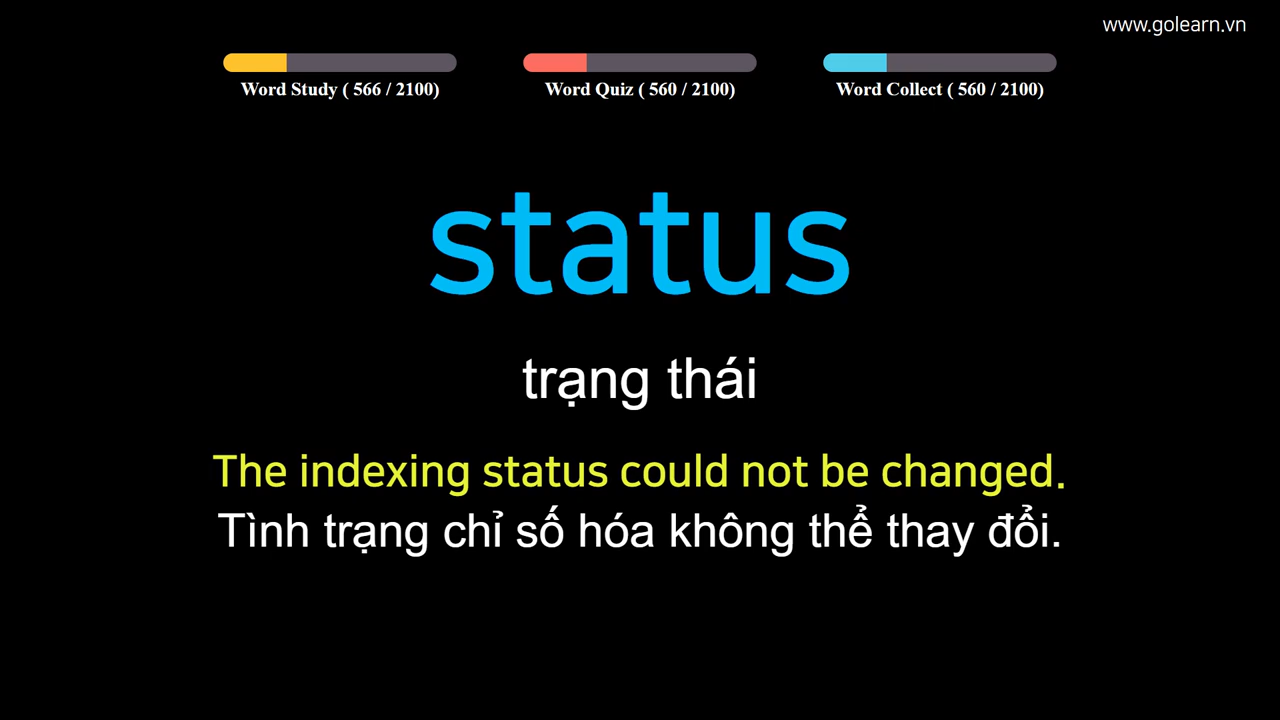 www.golearn.vn
Word Study ( 566 / 2100)
Word Quiz ( 560 / 2100)
Word Collect ( 560 / 2100)
status
trạng thái
The indexing status could not be changed.
Tình trạng chỉ số hóa không thể thay đổi.